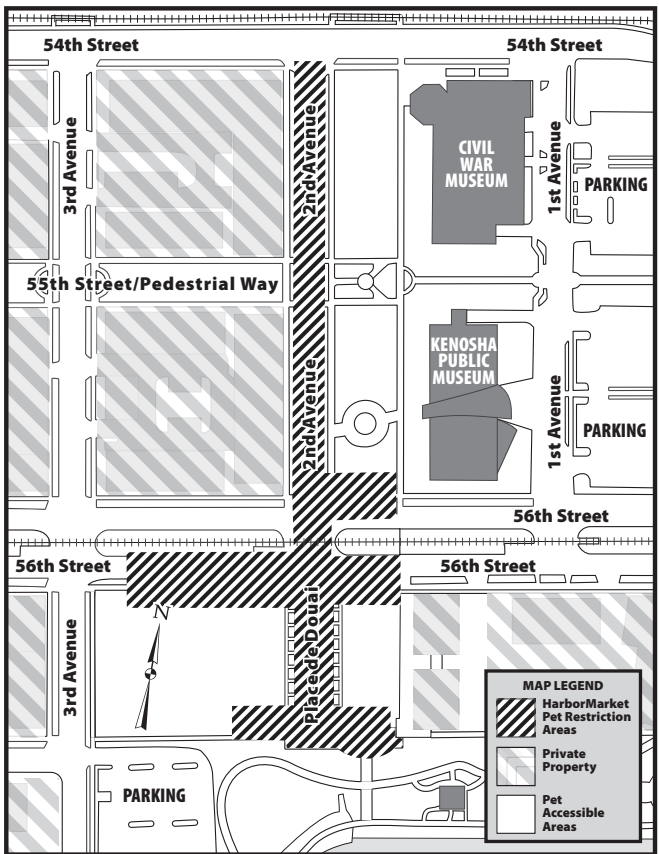 54th Street
54th Street
3rd Avenue
2nd Avenue
CIVIL
WAR
MUSEUM
1st Avenue
PARKING
55th Street/Pedestrial Way
2nd Avenue
KENOSHA
PUBLIC
MUSEUM
1st Avenue
PARKING
56th Street
56th Street
56th Street
N
3rd Avenue
Place de Douai
PARKING
MAP LEGEND
HarborMarket
Pet Restriction
Areas
Private
Property
Pet
Accessible
Areas